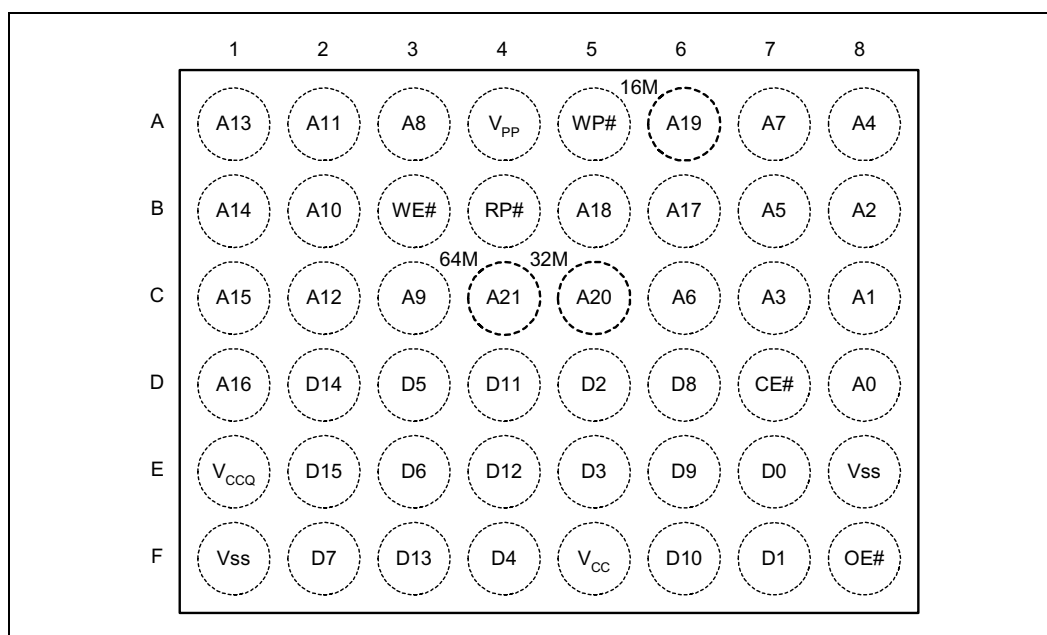 1 2 3 4 5 6 7 8
16M
A A13 A11 A8 VPP WP# A19 A7 A4
B A14 A10 WE# RP# A18 A17 A5 A2
64M 32M
C A15 A12 A9 A21 A20 A6 A3 A1
D A16 D14 D5 D11 D2 D8 CE# A0
E VCCQ D15 D6 D12 D3 D9 D0 Vss
F Vss D7 D13 D4 VCC D10 D1 OE#